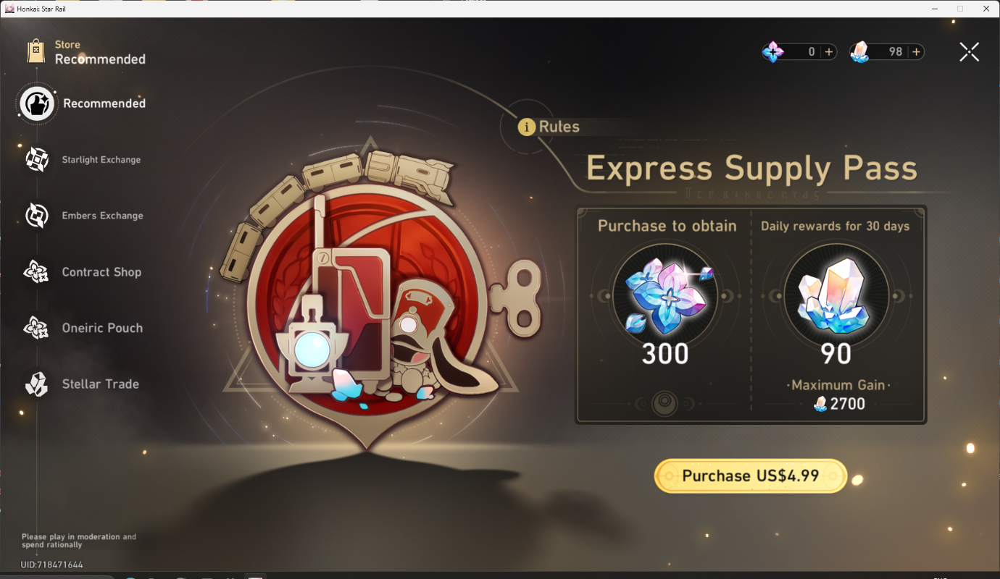 Honkai: Star Rail
Store
Recommended
0
98
Recommended
Rules
Starlight Exchange
Express Supply Pass
Embers Exchange
Purchase to obtain
Daily rewards for 30 days
Contract Shop
Oneiric Pouch
300
90
Stellar Trade
·Maximum Gain·
2700
Purchase US$4.99
Please play in moderation and
spend rationally
UID:718471644